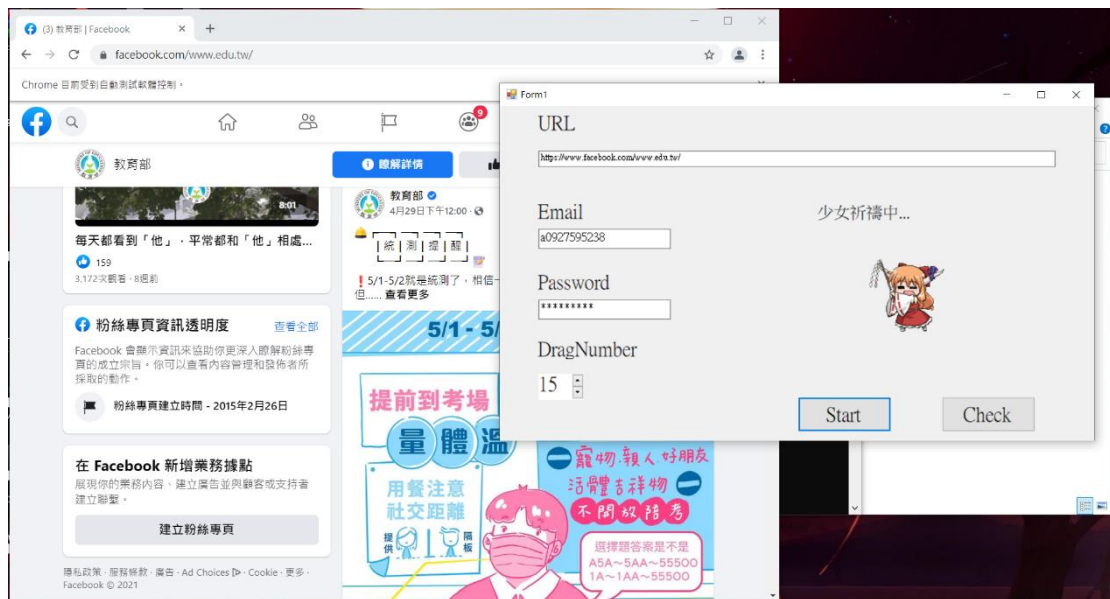 (3) 教育部 | Facebook
facebook.com/www.edu.tw/
Chrome 目前受到自動測試軟體控制。
9
教育部
瞭解詳情
8:01
每天都看到「他」，平常都和「他」相處...
159
3,172次觀看 · 8週前
粉絲專頁資訊透明度
查看全部
Facebook 會顯示資訊來協助你更深入瞭解粉絲專
頁的成立宗旨。你可以查看內容管理和發佈者所
採取的動作。
粉絲專頁建立時間 - 2015年2月26日
在 Facebook 新增業務據點
展現你的業務內容、建立廣告並與顧客或支持者
建立聯繫。
建立粉絲專頁
隱私政策 · 服務條款 · 廣告 · Ad Choices · Cookie · 更多 ·
Facebook © 2021
教育部
4月29日下午12:00
統 測 提 醒
5/1-5/2就是統測了，相信一
但...... 查看更多
5/1 - 5/
提前到考場
量 體 溫
用餐注意
社交距離
提供
隔板
寵物.親人.好朋友
活體吉祥物
不開放陪考
選擇題答案是不是
A5A～5AA～55500
1A～1AA～55500
Form1
URL
https://www.facebook.com/www.edu.tw/
Email
a0927595238
少女祈禱中...
Password
*********
DragNumber
15
Start
Check